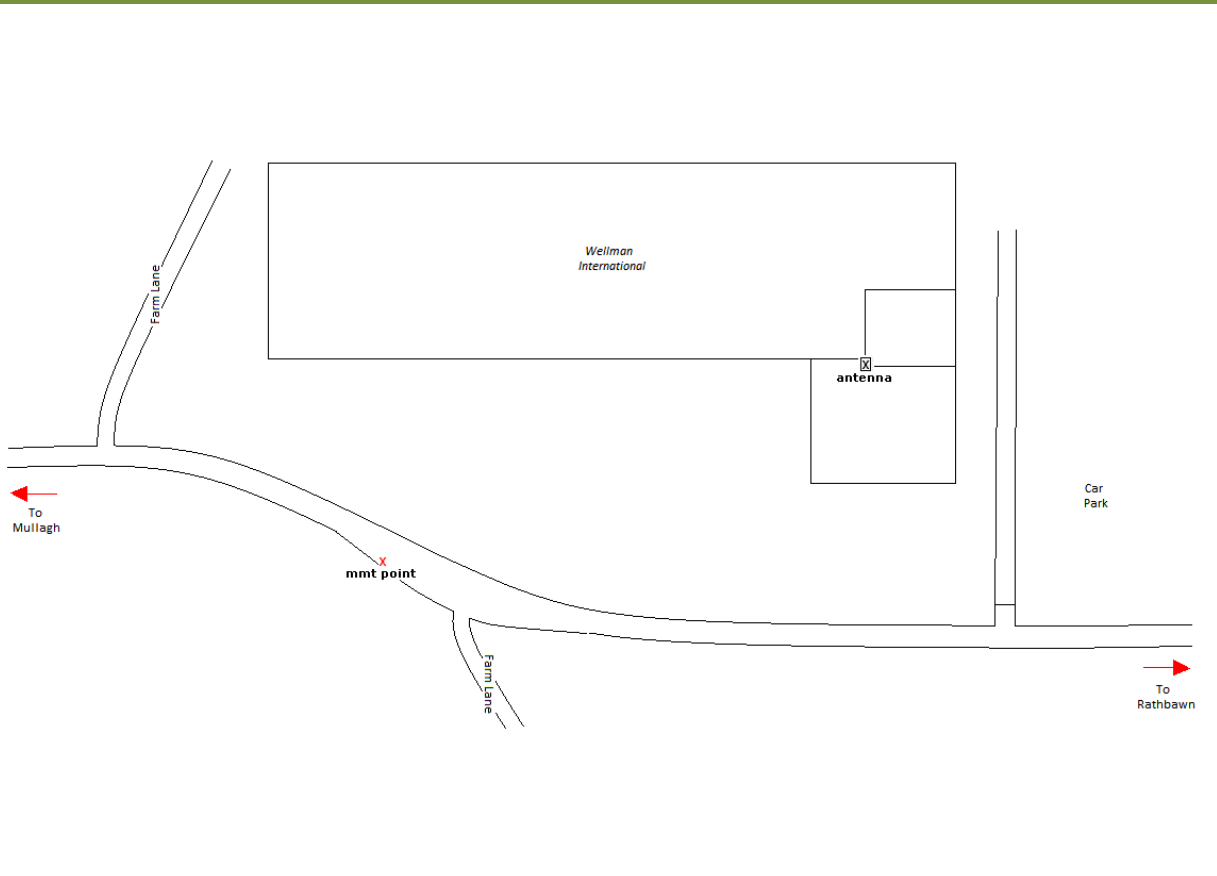 Wellman
International
Farm Lane
X
antenna
Car
Park
To
Mullagh
X
mmt point
Farm Lane
To
Rathbawn